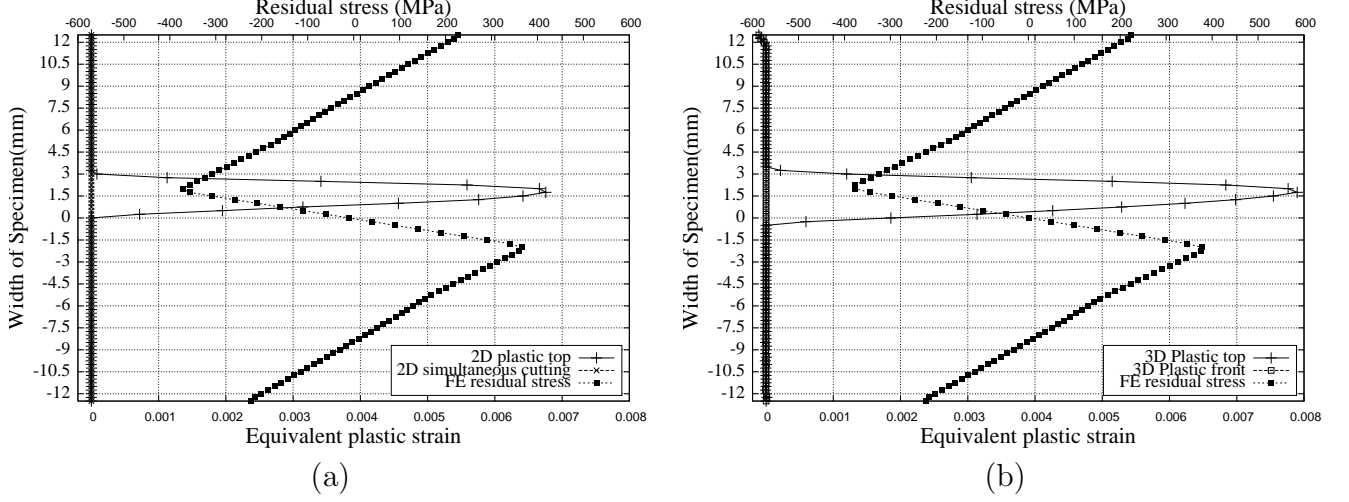 Residual stress (MPa)
-600 -500 -400 -300 -200 -100 0 100 200 300 400 500 600
12
10.5
9
7.5
6
4.5
3
1.5
0
-1.5
-3
-4.5
-6
-7.5
-9
-10.5
-12
Width of Specimen(mm)
2D plastic top
2D simultaneous cutting
FE residual stress
0 0.001 0.002 0.003 0.004 0.005 0.006 0.007 0.008
Equivalent plastic strain
(a)
Residual stress (MPa)
-600 -500 -400 -300 -200 -100 0 100 200 300 400 500 600
12
10.5
9
7.5
6
4.5
3
1.5
0
-1.5
-3
-4.5
-6
-7.5
-9
-10.5
-12
Width of Specimen(mm)
3D Plastic top
3D Plastic front
FE residual stress
0 0.001 0.002 0.003 0.004 0.005 0.006 0.007 0.008
Equivalent plastic strain
(b)